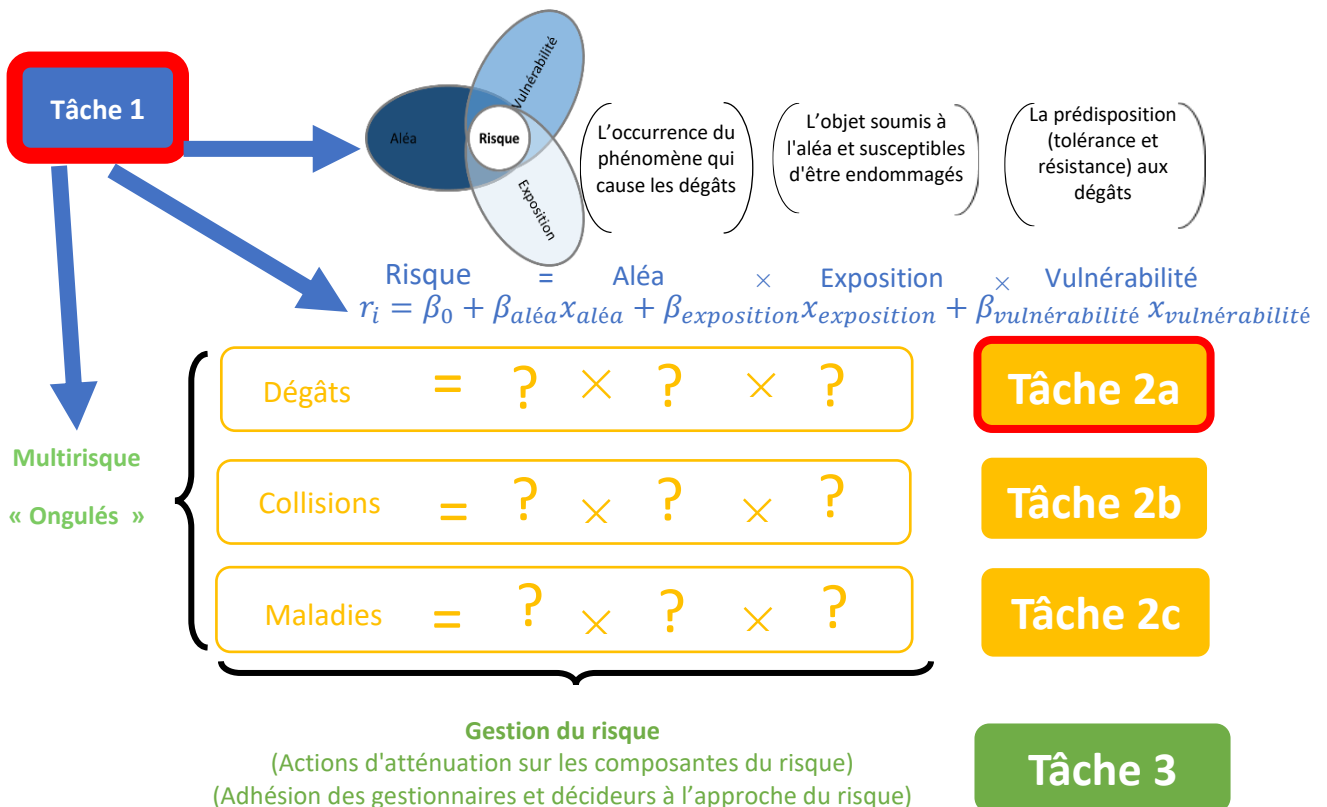 Tâche 1
Aléa
Vulnérabilité
Risque
Exposition
L'occurrence du
phénomène qui
cause les dégâts
L'objet soumis à
l'aléa et susceptibles
d'être endommagés
La prédisposition
(tolérance et
résistance) aux
dégâts
Risque = Aléa × Exposition × Vulnérabilité
r_i = β_0 + β_aléa x_aléa + β_exposition x_exposition + β_vulnérabilité x_vulnérabilité
Dégâts = ? × ? × ?
Tâche 2a
Multirisque
« Ongulés »
Collisions = ? × ? × ?
Tâche 2b
Maladies = ? × ? × ?
Tâche 2c
Gestion du risque
(Actions d'atténuation sur les composantes du risque)
(Adhésion des gestionnaires et décideurs à l'approche du risque)
Tâche 3